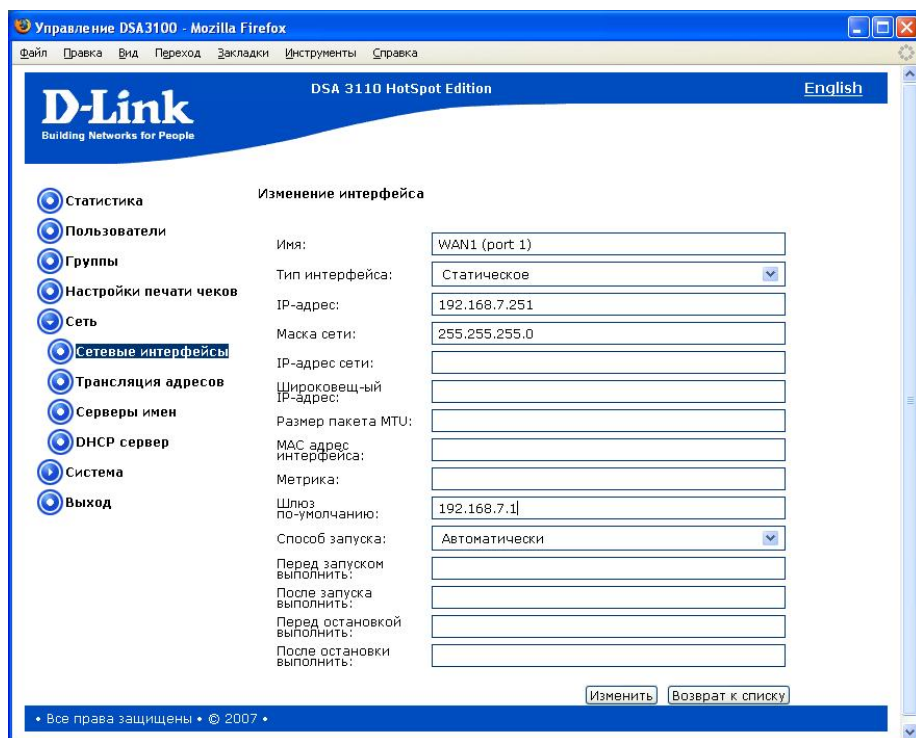 Управление DSA3100 - Mozilla Firefox
Файл Правка Вид Переход Закладки Инструменты Справка
DSA 3110 HotSpot Edition
English
D-Link
Building Networks for People
Статистика
Пользователи
Группы
Настройки печати чеков
Сеть
Сетевые интерфейсы
Трансляция адресов
Серверы имен
DHCP сервер
Система
Выход
Изменение интерфейса
Имя: WAN1 (port 1)
Тип интерфейса: Статическое
IP-адрес: 192.168.7.251
Маска сети: 255.255.255.0
IP-адрес сети:
Широковещ-ый
IP-адрес:
Размер пакета MTU:
MAC адрес
интерфейса:
Метрика:
Шлюз
по-умолчанию: 192.168.7.1
Способ запуска: Автоматически
Перед запуском
выполнить:
После запуска
выполнить:
Перед остановкой
выполнить:
После остановки
выполнить:
Изменить Возврат к списку
• Все права защищены • © 2007 •